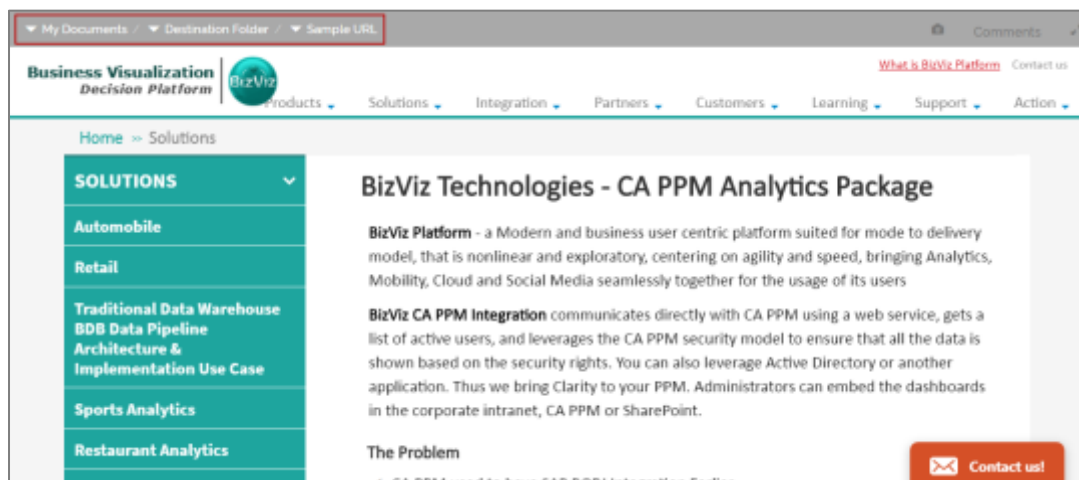 My Documents / Destination Folder / Sample URL
Comments
Business Visualization
Decision Platform
BizViz
What is BizViz Platform Contact us
Products Solutions Integration Partners Customers Learning Support Action
Home » Solutions
SOLUTIONS
Automobile
Retail
Traditional Data Warehouse
BDB Data Pipeline
Architecture &
Implementation Use Case
Sports Analytics
Restaurant Analytics
BizViz Technologies - CA PPM Analytics Package
BizViz Platform - a Modern and business user centric platform suited for mode to delivery
model, that is nonlinear and exploratory, centering on agility and speed, bringing Analytics,
Mobility, Cloud and Social Media seamlessly together for the usage of its users
BizViz CA PPM Integration communicates directly with CA PPM using a web service, gets a
list of active users, and leverages the CA PPM security model to ensure that all the data is
shown based on the security rights. You can also leverage Active Directory or another
application. Thus we bring Clarity to your PPM. Administrators can embed the dashboards
in the corporate intranet, CA PPM or SharePoint.
The Problem
Contact us!